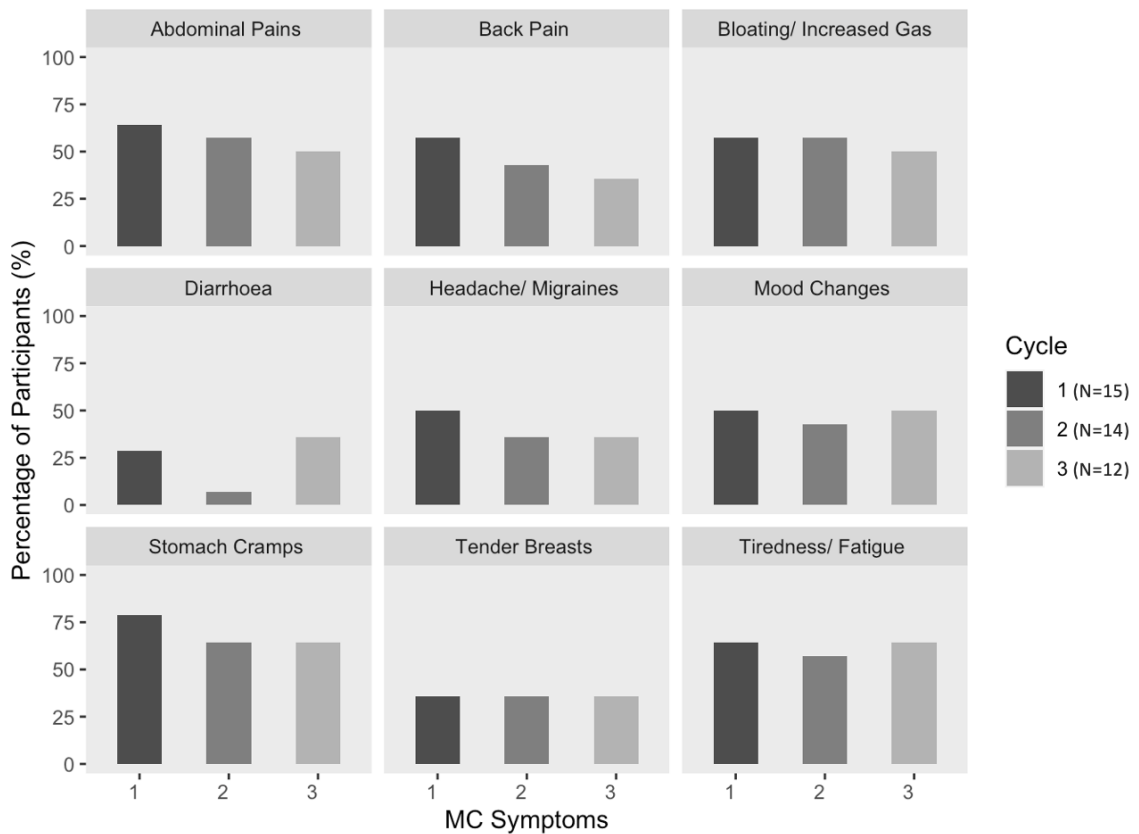 Abdominal Pains
Back Pain
Bloating/ Increased Gas
100
75
50
25
0
Diarrhoea
Headache/ Migraines
Mood Changes
100
75
50
25
0
Stomach Cramps
Tender Breasts
Tiredness/ Fatigue
100
75
50
25
0
1 2 3
1 2 3
1 2 3
MC Symptoms
Percentage of Participants (%)
Cycle
1 (N=15)
2 (N=14)
3 (N=12)